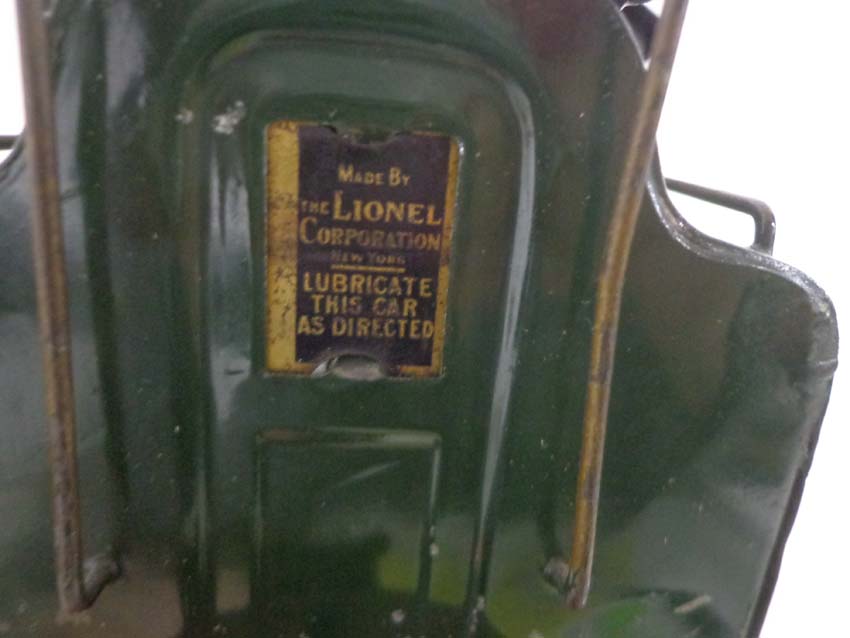 MADE BY
THE LIONEL
CORPORATION
NEW YORK
LUBRICATE
THIS CAR
AS DIRECTED